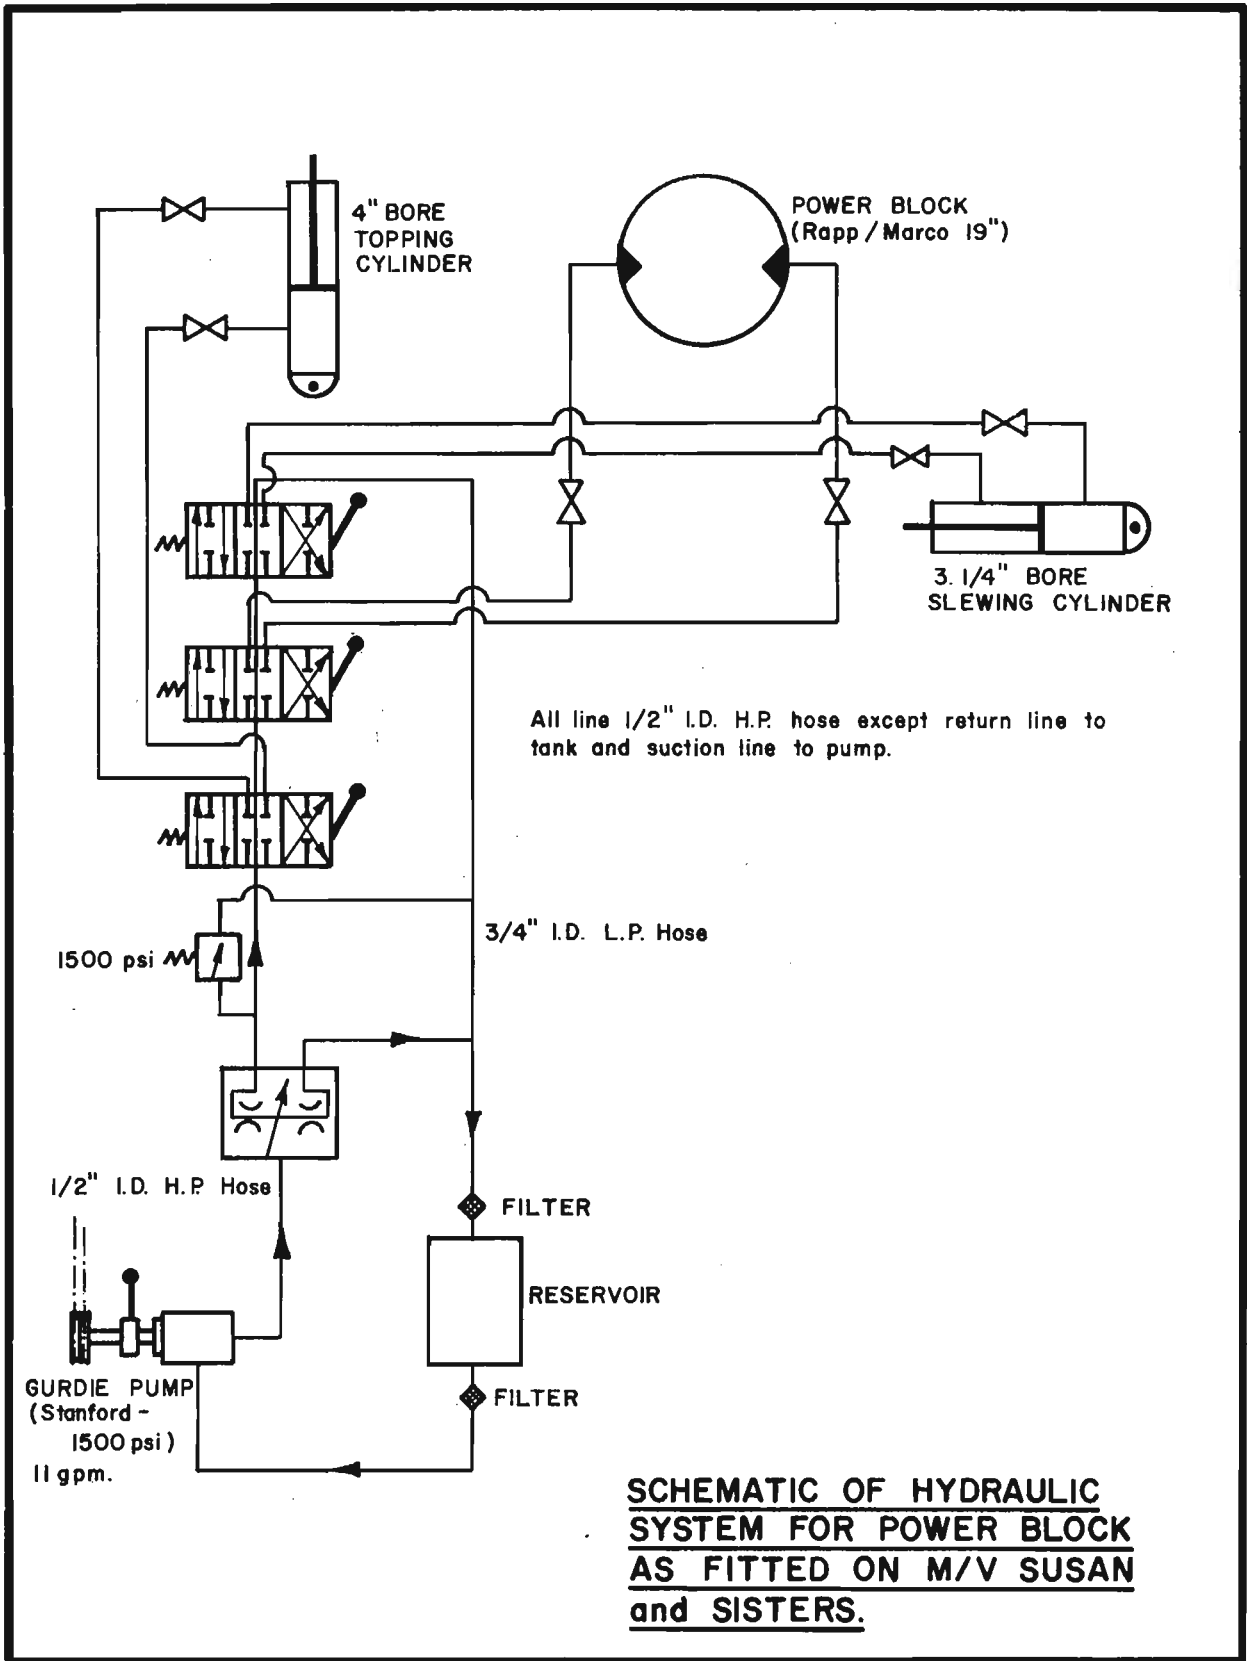 4" BORE
TOPPING
CYLINDER
POWER BLOCK
(Rapp/Marco 19")
3.1/4" BORE
SLEWING CYLINDER
All line 1/2" I.D. H.P. hose except return line to
tank and suction line to pump.
3/4" I.D. L.P. Hose
1500 psi
1/2" I.D. H.P. Hose
FILTER
RESERVOIR
FILTER
GURDIE PUMP
(Stanford -
1500 psi)
11 gpm.
SCHEMATIC OF HYDRAULIC
SYSTEM FOR POWER BLOCK
AS FITTED ON M/V SUSAN
and SISTERS.